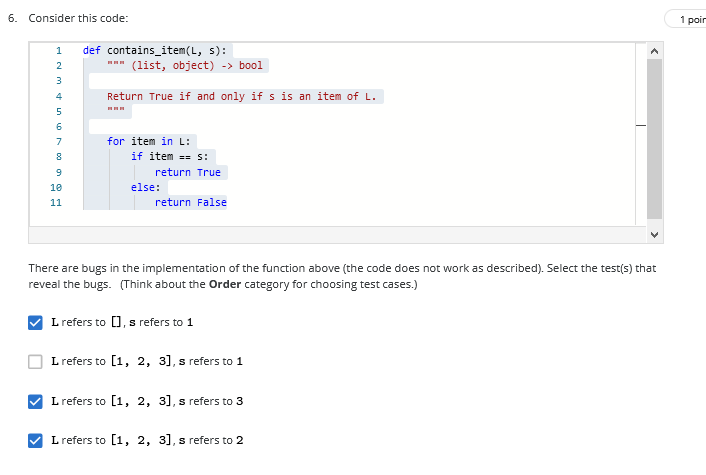 6. Consider this code:
1 poin
1 def contains_item(L, s):
2 """ (list, object) -> bool
3
4 Return True if and only if s is an item of L.
5 """
6
7 for item in L:
8 if item == s:
9 return True
10 else:
11 return False
There are bugs in the implementation of the function above (the code does not work as described). Select the test(s) that
reveal the bugs. (Think about the Order category for choosing test cases.)
L refers to [], s refers to 1
L refers to [1, 2, 3], s refers to 1
L refers to [1, 2, 3], s refers to 3
L refers to [1, 2, 3], s refers to 2